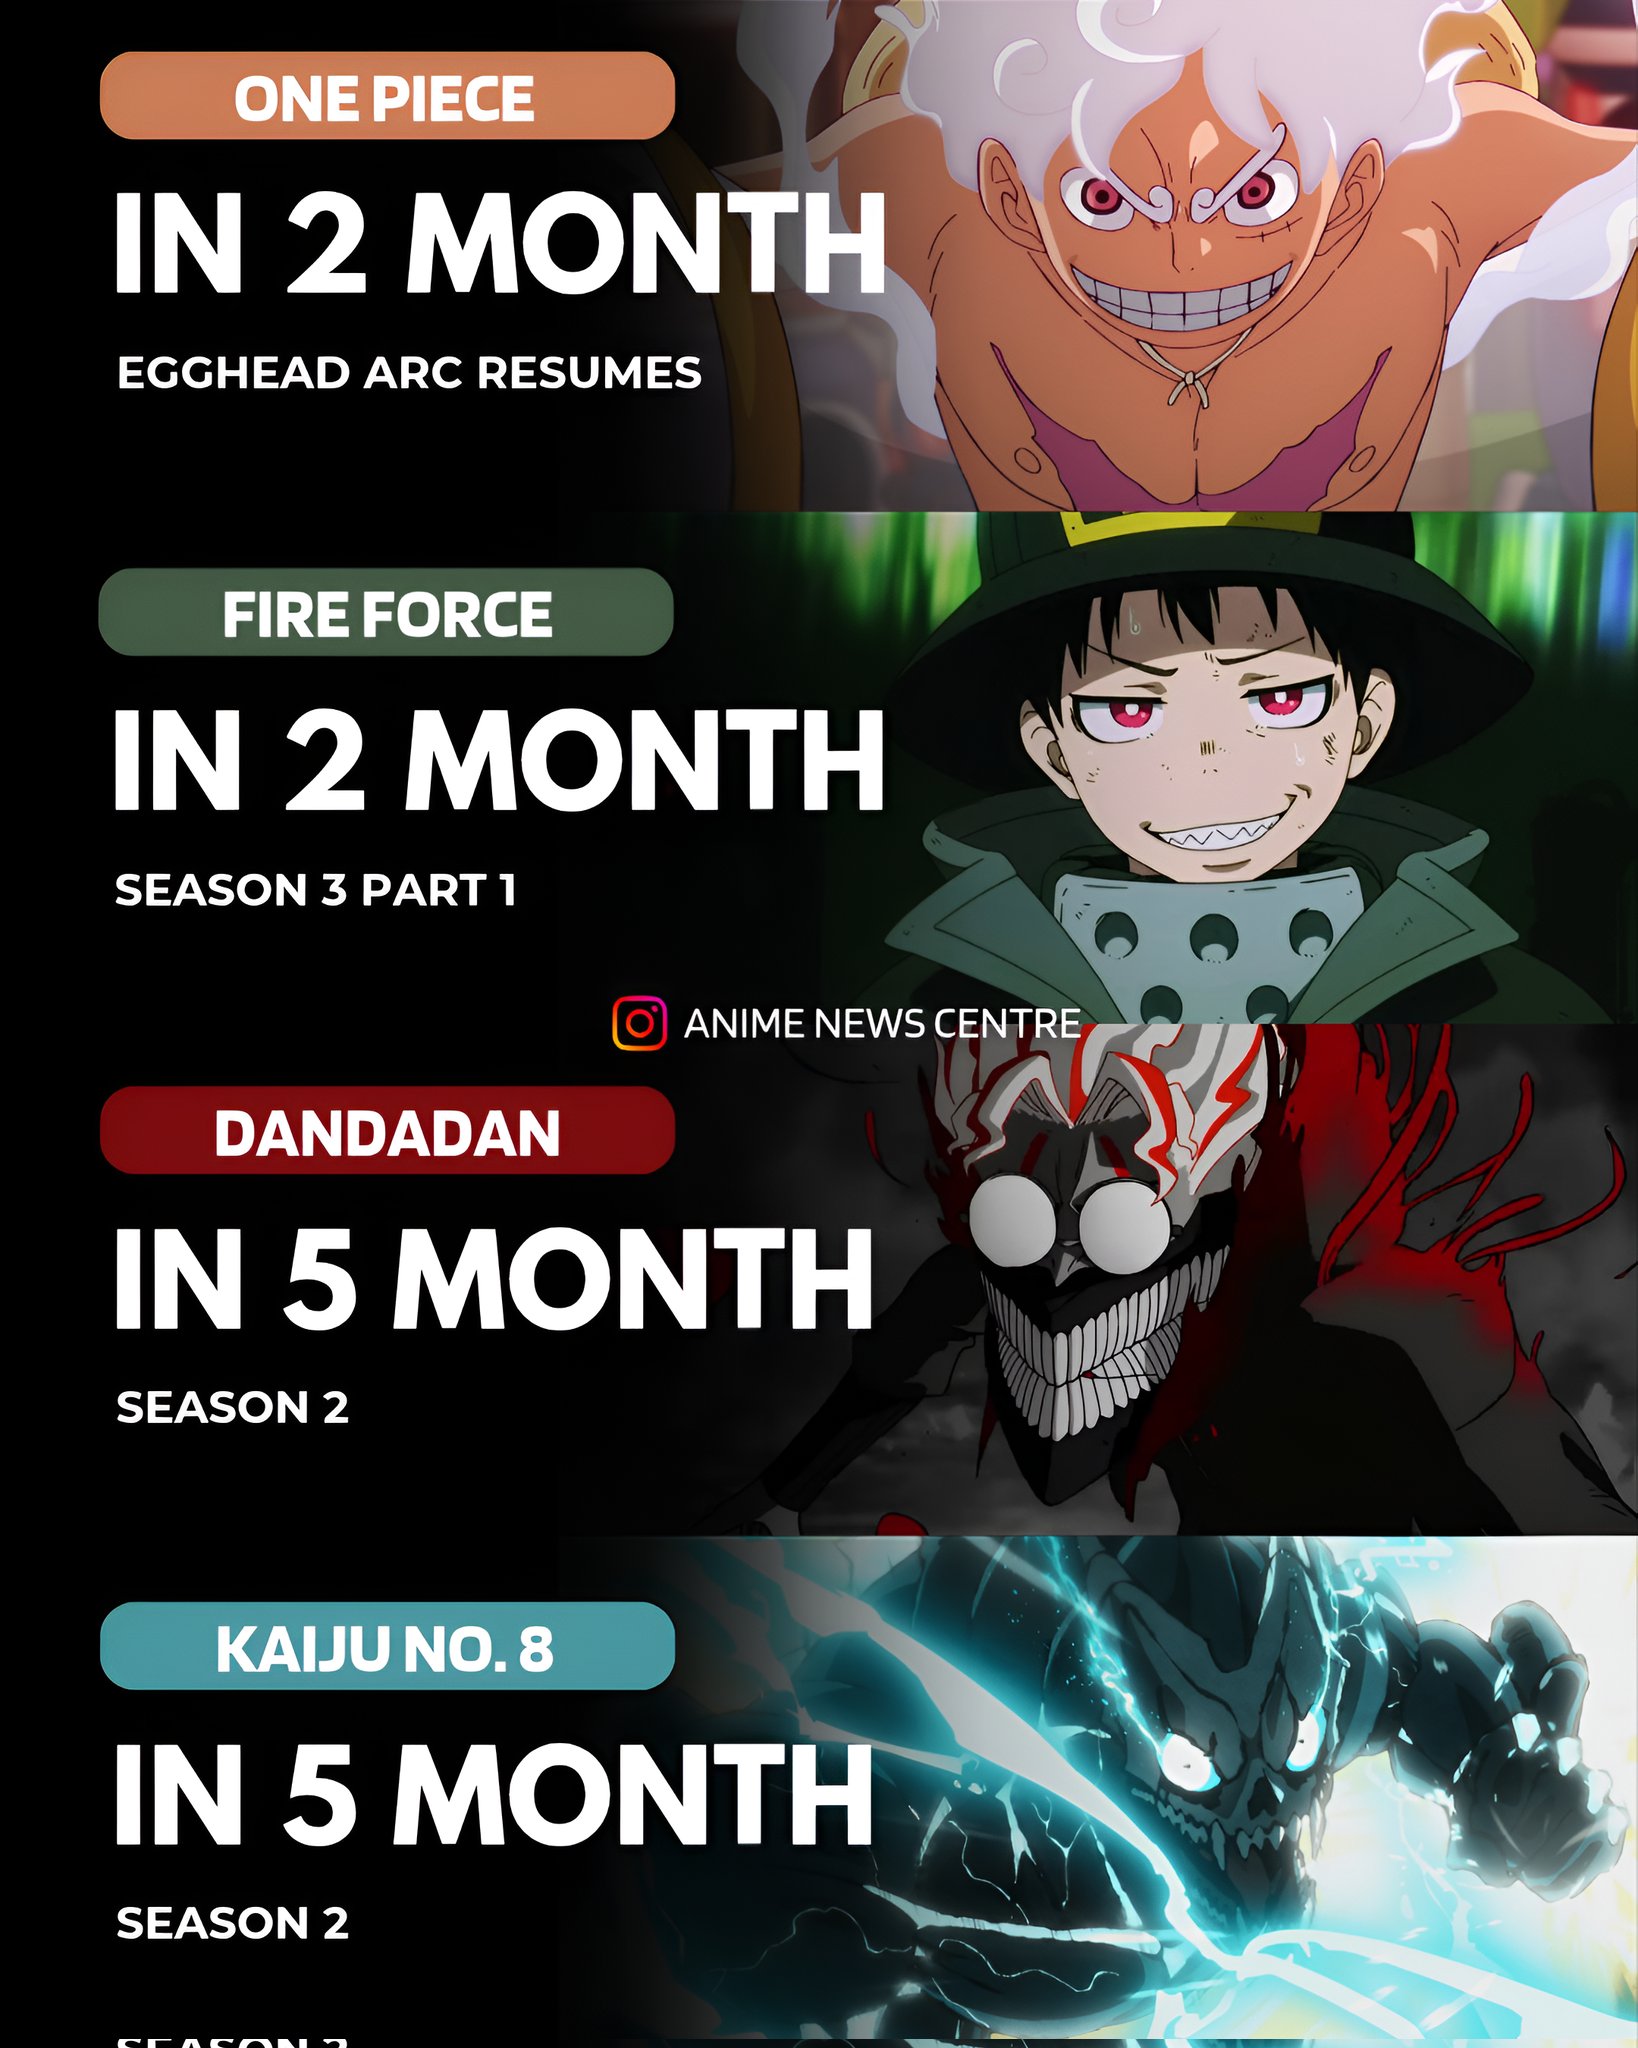 ONE PIECE
IN 2 MONTH
EGGHEAD ARC RESUMES
FIRE FORCE
IN 2 MONTH
SEASON 3 PART 1
ANIME NEWS CENTRE
DANDADAN
IN 5 MONTH
SEASON 2
KAIJU NO. 8
IN 5 MONTH
SEASON 2